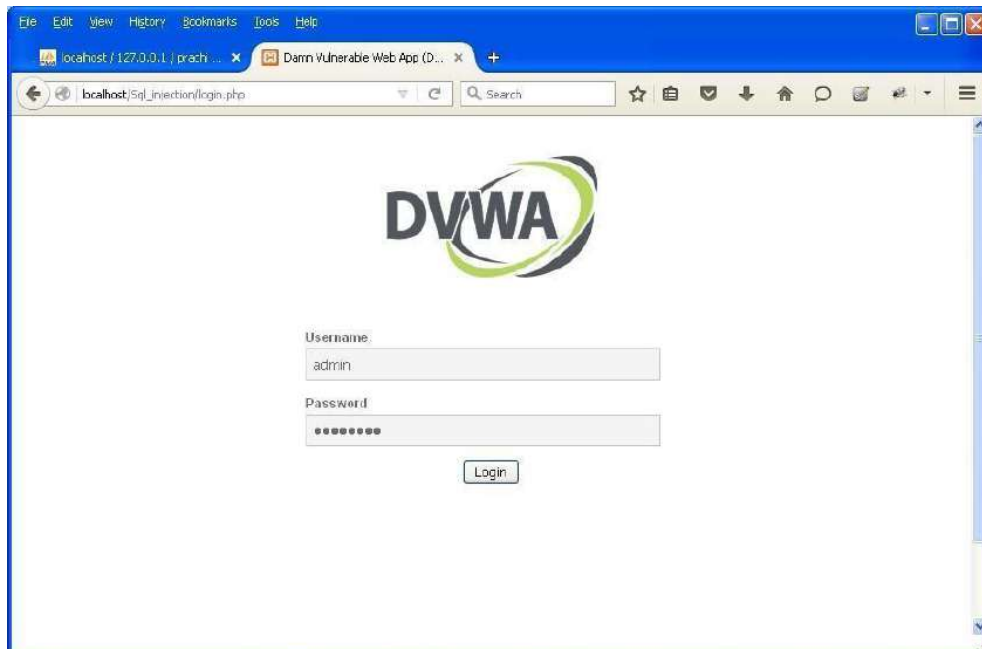 File Edit View History Bookmarks Tools Help
localhost / 127.0.0.1 / prachi ... Damn Vulnerable Web App (D...
localhost/Sql_injection/login.php Search
DVWA
Username
admin
Password
Login